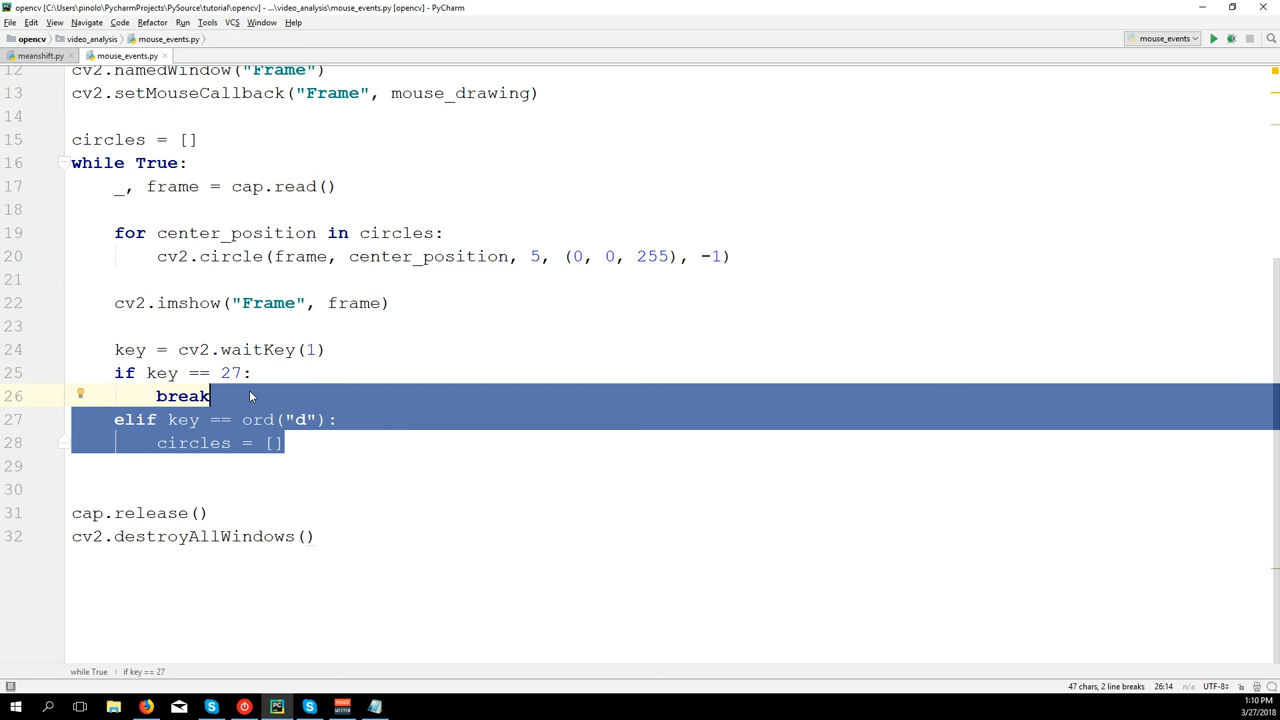 opencv [C:\Users\pinolo\PycharmProjects\PySource\tutorial\opencv] - ...\video_analysis\mouse_events.py [opencv] - PyCharm
File Edit View Navigate Code Refactor Run Tools VCS Window Help
opencv video_analysis mouse_events.py mouse_events
meanshift.py mouse_events.py
12 cv2.namedWindow("Frame")
13 cv2.setMouseCallback("Frame", mouse_drawing)
14
15 circles = []
16 while True:
17 _, frame = cap.read()
18
19 for center_position in circles:
20 cv2.circle(frame, center_position, 5, (0, 0, 255), -1)
21
22 cv2.imshow("Frame", frame)
23
24 key = cv2.waitKey(1)
25 if key == 27:
26 break
27 elif key == ord("d"):
28 circles = []
29
30
31 cap.release()
32 cv2.destroyAllWindows()
while True if key == 27
47 chars, 2 line breaks 26:14 n/a UTF-8
1:10 PM
3/27/2018